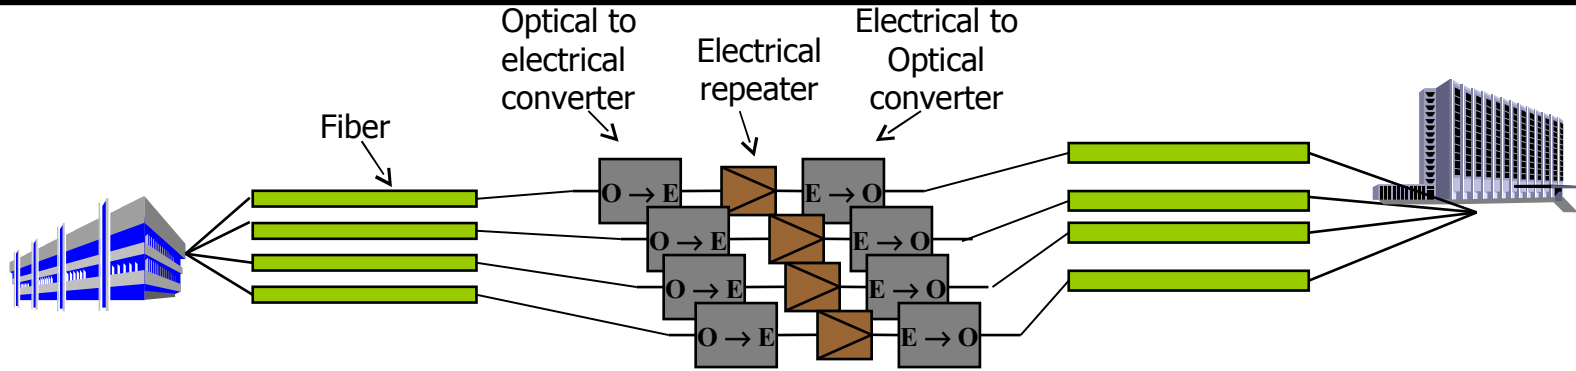 Optical to
electrical
converter
Electrical
repeater
Electrical to
Optical
converter
Fiber
O → E
E → O
O → E
E → O
O → E
E → O
O → E
E → O